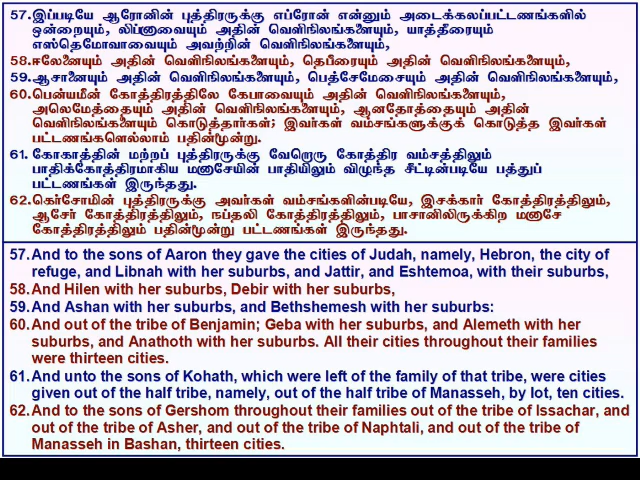 57.இப்படியே ஆரோனின் புத்திரருக்கு எப்ரோன் என்னும் அடைக்கலப்பட்டணங்களில்
ஒன்றையும், லிப்னாவையும் அதின் வெளிநிலங்களையும், யாத்தீரையும்
எஸ்தெமோவாவையும் அவற்றின் வெளிநிலங்களையும்,
58.ஈலேனையும் அதின் வெளிநிலங்களையும், தெபீரையும் அதின் வெளிநிலங்களையும்,
59.ஆசானையும் அதின் வெளிநிலங்களையும், பெத்சேமேசையும் அதின் வெளிநிலங்களையும்,
60.பென்யமீன் கோத்திரத்திலே கேபாவையும் அதின் வெளிநிலங்களையும்,
அலெமேத்தையும் அதின் வெளிநிலங்களையும், ஆனதோத்தையும் அதின்
வெளிநிலங்களையும் கொடுத்தார்கள்; இவர்கள் வம்சங்களுக்குக் கொடுத்த இவர்கள்
பட்டணங்களெல்லாம் பதின்மூன்று.
61. கோகாத்தின் மற்றப் புத்திரருக்கு வேறொரு கோத்திர வம்சத்திலும்
பாதிக்கோத்திரமாகிய மனாசேயின் பாதியிலும் விழுந்த சீட்டின்படியே பத்துப்
பட்டணங்கள் இருந்தது.
62.கெர்சோமின் புத்திரருக்கு அவர்கள் வம்சங்களின்படியே, இசக்கார் கோத்திரத்திலும்,
ஆசேர் கோத்திரத்திலும், நப்தலி கோத்திரத்திலும், பாசானிலிருக்கிற மனாசே
கோத்திரத்திலும் பதின்மூன்று பட்டணங்கள் இருந்தது.
57.And to the sons of Aaron they gave the cities of Judah, namely, Hebron, the city of
refuge, and Libnah with her suburbs, and Jattir, and Eshtemoa, with their suburbs,
58.And Hilen with her suburbs, Debir with her suburbs,
59.And Ashan with her suburbs, and Bethshemesh with her suburbs:
60.And out of the tribe of Benjamin; Geba with her suburbs, and Alemeth with her
suburbs, and Anathoth with her suburbs. All their cities throughout their families
were thirteen cities.
61.And unto the sons of Kohath, which were left of the family of that tribe, were cities
given out of the half tribe, namely, out of the half tribe of Manasseh, by lot, ten cities.
62.And to the sons of Gershom throughout their families out of the tribe of Issachar, and
out of the tribe of Asher, and out of the tribe of Naphtali, and out of the tribe of
Manasseh in Bashan, thirteen cities.